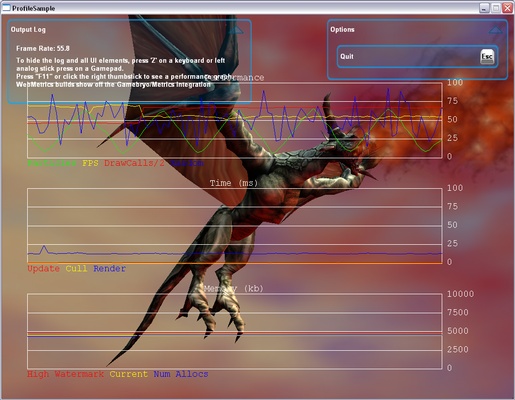 ProfileSample
Output Log
Frame Rate: 55.8
To hide the log and all UI elements, press 'Z' on a keyboard or left
analog stick press on a Gamepad.
Press "F11" or click the right thumbstick to see a performance graph.
WebMetrics builds show off the Gamebryo/Metrics integration
Options
Quit
Esc
Performance
100
75
50
25
0
FPS DrawCalls/2
Time (ms)
100
75
50
25
0
Update Cull Render
Memory (kb)
10000
7500
5000
2500
0
High Watermark Current Num Allocs